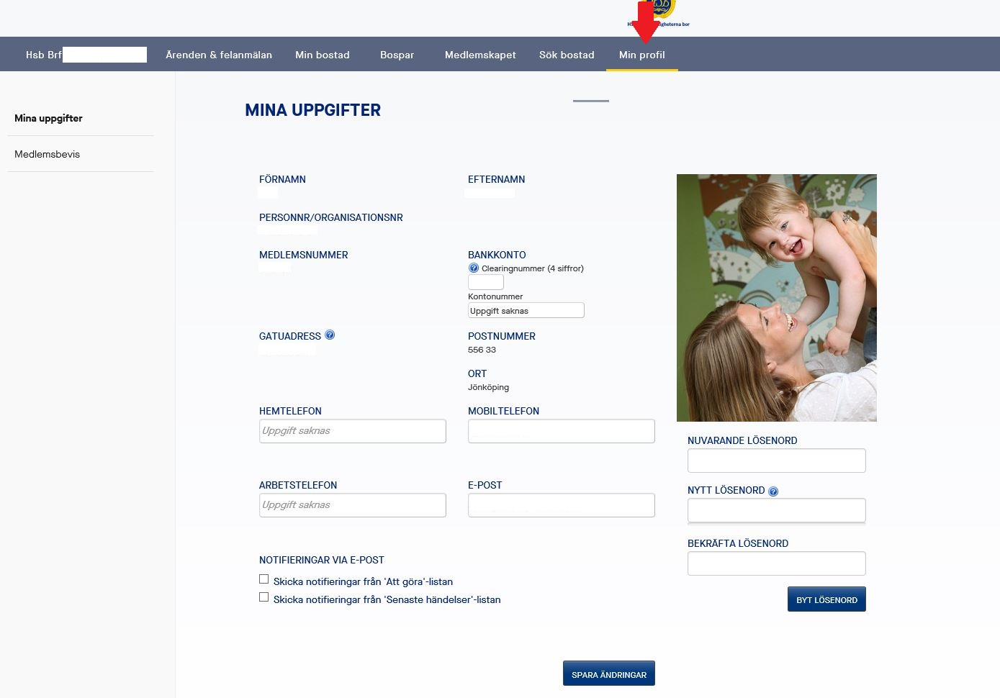 HSB
gheterna bor
Hsb Brf
Ärenden & felanmälan
Min bostad
Bospar
Medlemskapet
Sök bostad
Min profil
Mina uppgifter
Medlemsbevis
MINA UPPGIFTER
FÖRNAMN
EFTERNAMN
PERSONNR/ORGANISATIONSNR
MEDLEMSNUMMER
BANKKONTO
Clearingnummer (4 siffror)
Kontonummer
Uppgift saknas
GATUADRESS
POSTNUMMER
556 33
ORT
Jönköping
HEMTELEFON
Uppgift saknas
MOBILTELEFON
ARBETSTELEFON
Uppgift saknas
E-POST
NOTIFIERINGAR VIA E-POST
Skicka notifieringar från 'Att göra'-listan
Skicka notifieringar från 'Senaste händelser'-listan
SPARA ÄNDRINGAR
NUVARANDE LÖSENORD
NYTT LÖSENORD
BEKRÄFTA LÖSENORD
BYT LÖSENORD